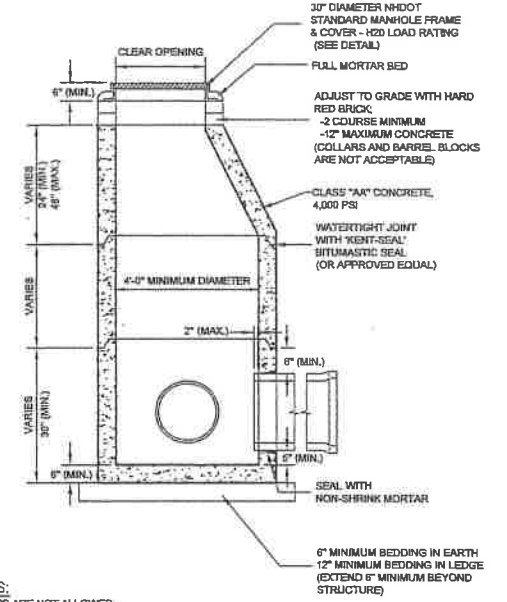 30" DIAMETER NHDOT
STANDARD MANHOLE FRAME
& COVER - H20 LOAD RATING
(SEE DETAIL)
CLEAR OPENING
FULL MORTAR BED
6" (MIN.)
ADJUST TO GRADE WITH HARD
RED BRICK;
-2 COURSE MINIMUM
-12" MAXIMUM CONCRETE
(COLLARS AND BARREL BLOCKS
ARE NOT ACCEPTABLE)
VARIES
24" (MIN.)
48" (MAX.)
CLASS "AA" CONCRETE,
4,000 PSI
WATERTIGHT JOINT
WITH 'KENT-SEAL'
BITUMASTIC SEAL
(OR APPROVED EQUAL)
VARIES
4'-0" MINIMUM DIAMETER
2" (MAX.)
6" (MIN.)
VARIES
30" (MIN.)
5" (MIN.)
6" (MIN.)
SEAL WITH
NON-SHRINK MORTAR
6" MINIMUM BEDDING IN EARTH
12" MINIMUM BEDDING IN LEDGE
(EXTEND 6" MINIMUM BEYOND
STRUCTURE)
S:
ARE NOT ALLOWED